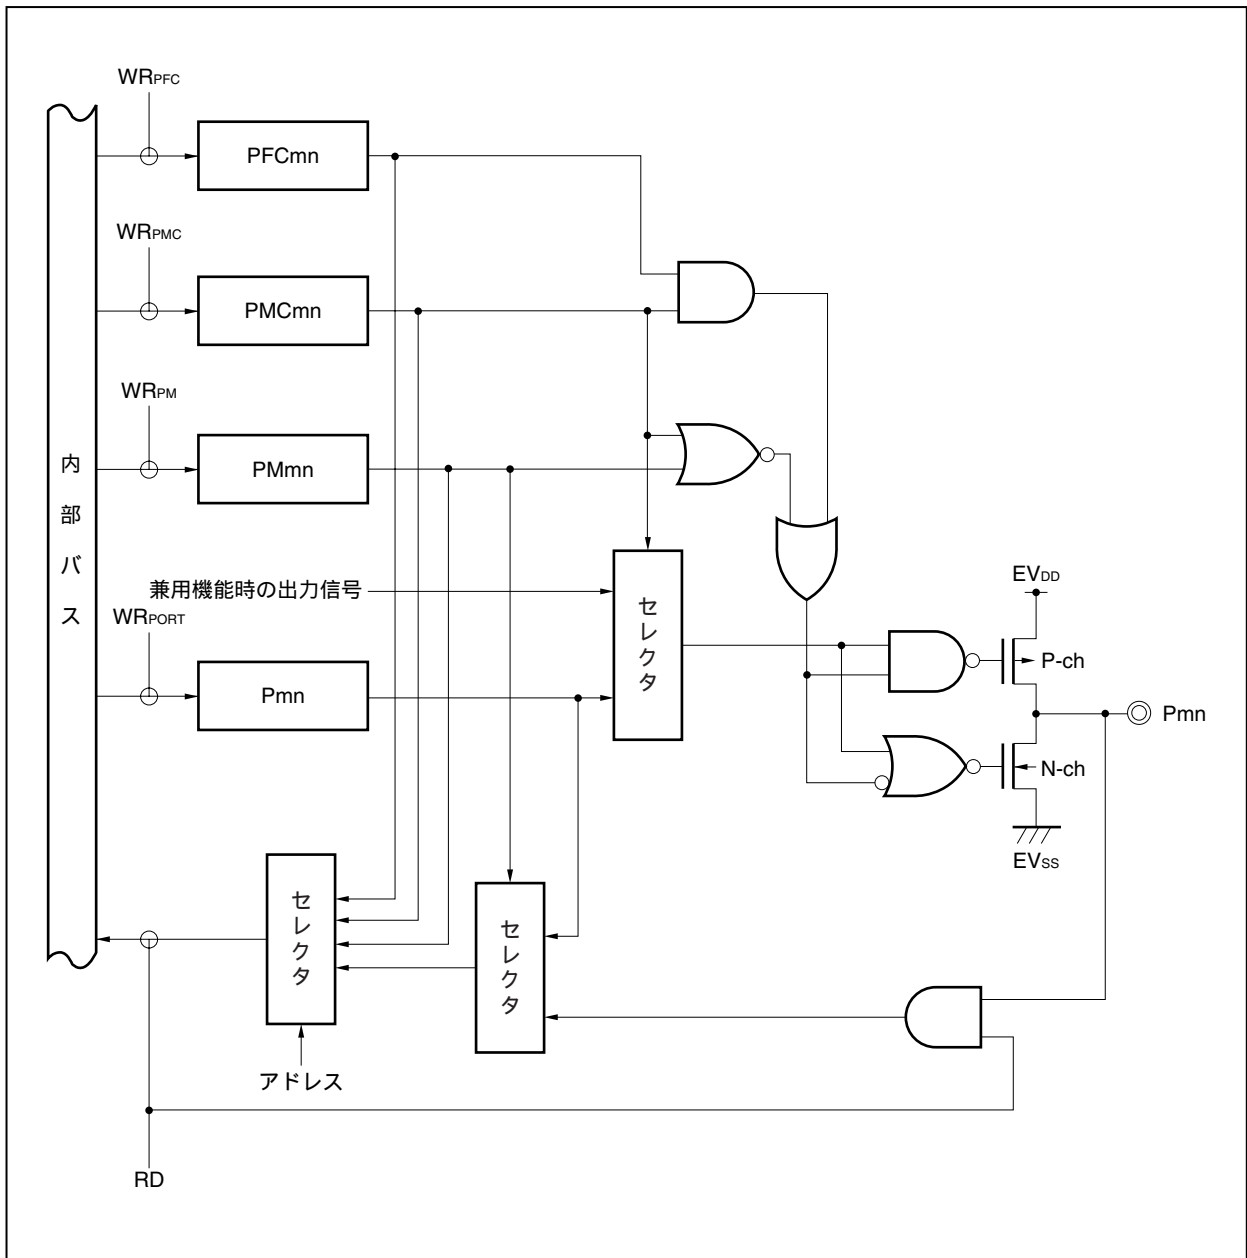 WRPFC
PFCmn
WRPMC
PMCmn
WRPM
PMmn
内部バス
兼用機能時の出力信号
セレクタ
WRPORT
Pmn
EVDD
P-ch
Pmn
N-ch
EVSS
セレクタ
セレクタ
アドレス
RD